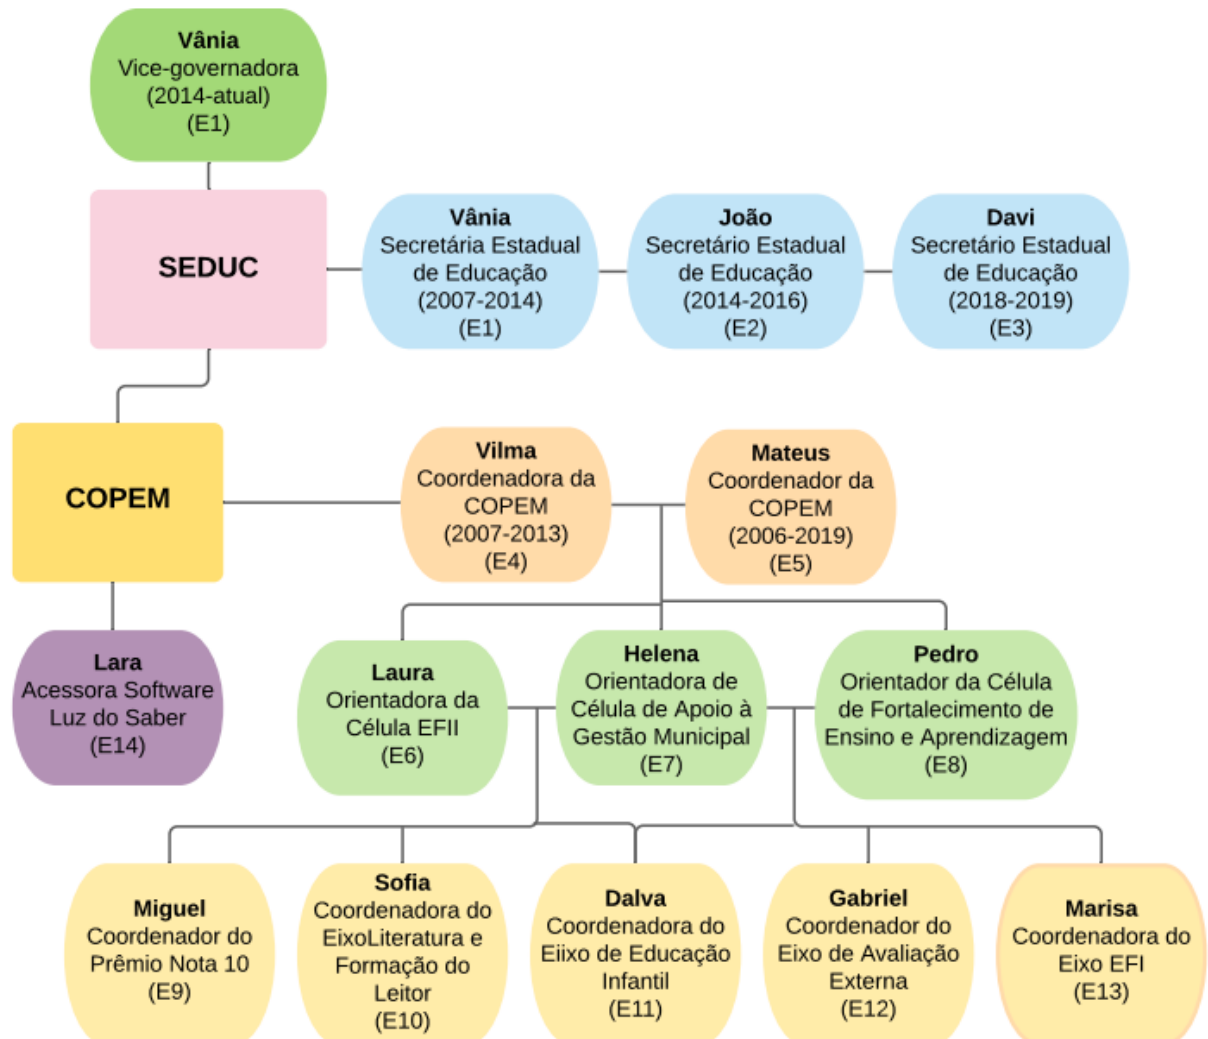 Vânia
Vice-governadora
(2014-atual)
(E1)
SEDUC
Vânia
Secretária Estadual
de Educação
(2007-2014)
(E1)
João
Secretário Estadual
de Educação
(2014-2016)
(E2)
Davi
Secretário Estadual
de Educação
(2018-2019)
(E3)
COPEM
Vilma
Coordenadora da
COPEM
(2007-2013)
(E4)
Mateus
Coordenador da
COPEM
(2006-2019)
(E5)
Lara
Acessora Software
Luz do Saber
(E14)
Laura
Orientadora da
Célula EFII
(E6)
Helena
Orientadora de
Célula de Apoio à
Gestão Municipal
(E7)
Pedro
Orientador da Célula
de Fortalecimento de
Ensino e Aprendizagem
(E8)
Miguel
Coordenador do
Prêmio Nota 10
(E9)
Sofia
Coordenadora do
EixoLiteratura e
Formação do
Leitor
(E10)
Dalva
Coordenadora do
Eiixo de Educação
Infantil
(E11)
Gabriel
Coordenador do
Eixo de Avaliação
Externa
(E12)
Marisa
Coordenadora do
Eixo EFI
(E13)